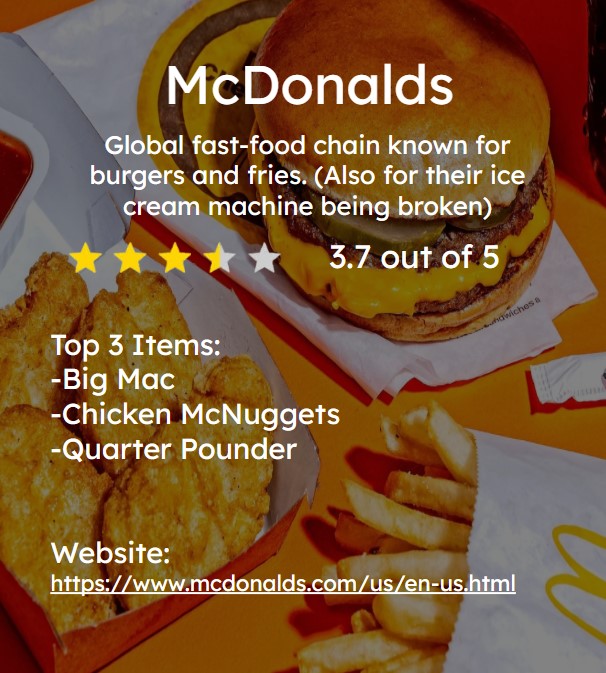 McDonalds
Global fast-food chain known for
burgers and fries. (Also for their ice
cream machine being broken)
3.7 out of 5
Top 3 Items:
-Big Mac
-Chicken McNuggets
-Quarter Pounder
Website:
https://www.mcdonalds.com/us/en-us.html